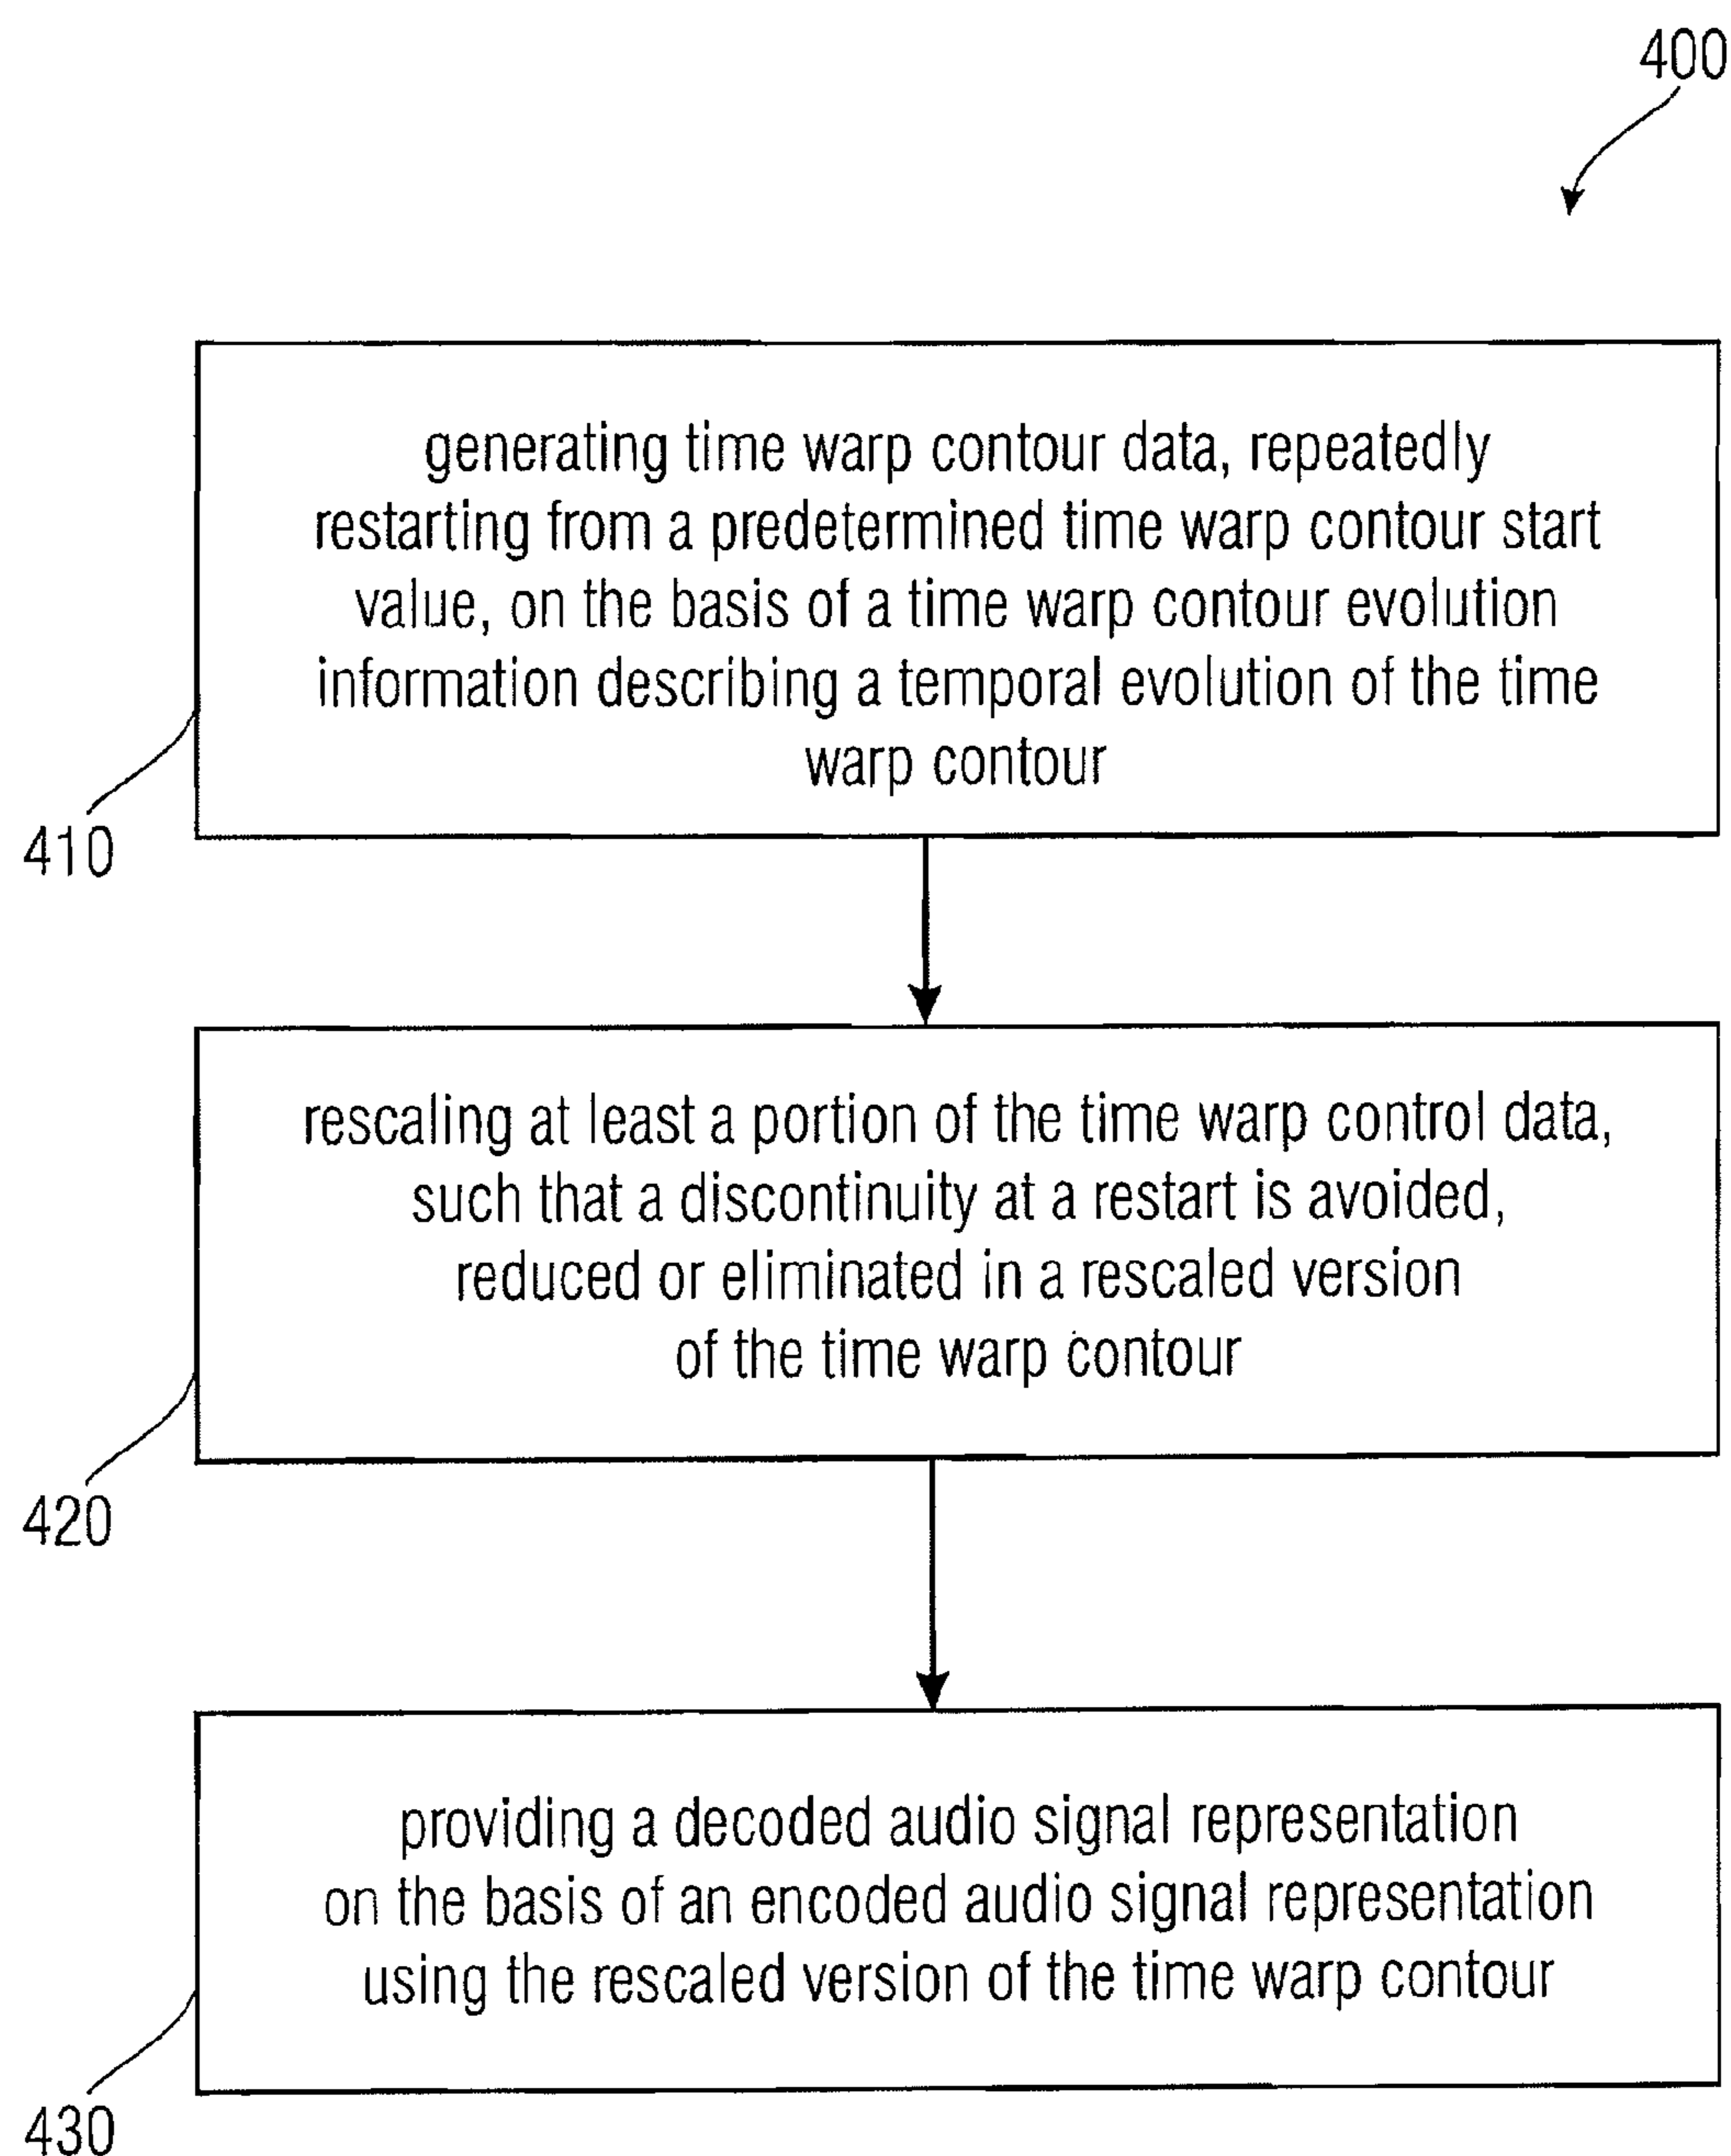 400
generating time warp contour data, repeatedly
restarting from a predetermined time warp contour start
value, on the basis of a time warp contour evolution
information describing a temporal evolution of the time
warp contour
410
rescaling at least a portion of the time warp control data,
such that a discontinuity at a restart is avoided,
reduced or eliminated in a rescaled version
of the time warp contour
420
providing a decoded audio signal representation
on the basis of an encoded audio signal representation
using the rescaled version of the time warp contour
430